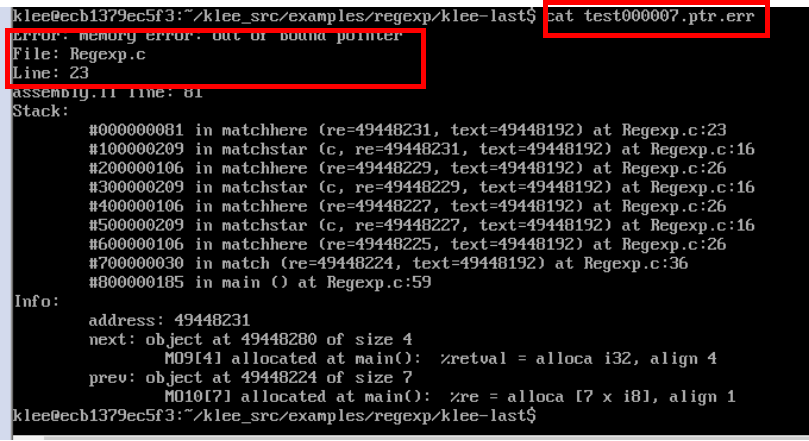 klee@ecb1379ec5f3:~/klee_src/examples/regexp/klee-last$ cat test000007.ptr.err
Error: memory error: out of bound pointer
File: Regexp.c
Line: 23
assembly.ll line: 81
Stack:
#000000081 in matchhere (re=49448231, text=49448192) at Regexp.c:23
#100000209 in matchstar (c, re=49448231, text=49448192) at Regexp.c:16
#200000106 in matchhere (re=49448229, text=49448192) at Regexp.c:26
#300000209 in matchstar (c, re=49448229, text=49448192) at Regexp.c:16
#400000106 in matchhere (re=49448227, text=49448192) at Regexp.c:26
#500000209 in matchstar (c, re=49448227, text=49448192) at Regexp.c:16
#600000106 in matchhere (re=49448225, text=49448192) at Regexp.c:26
#700000030 in match (re=49448224, text=49448192) at Regexp.c:36
#800000185 in main () at Regexp.c:59
Info:
address: 49448231
next: object at 49448280 of size 4
MO9[4] allocated at main():  %retval = alloca i32, align 4
prev: object at 49448224 of size 7
MO10[7] allocated at main():  %re = alloca [7 x i8], align 1
klee@ecb1379ec5f3:~/klee_src/examples/regexp/klee-last$